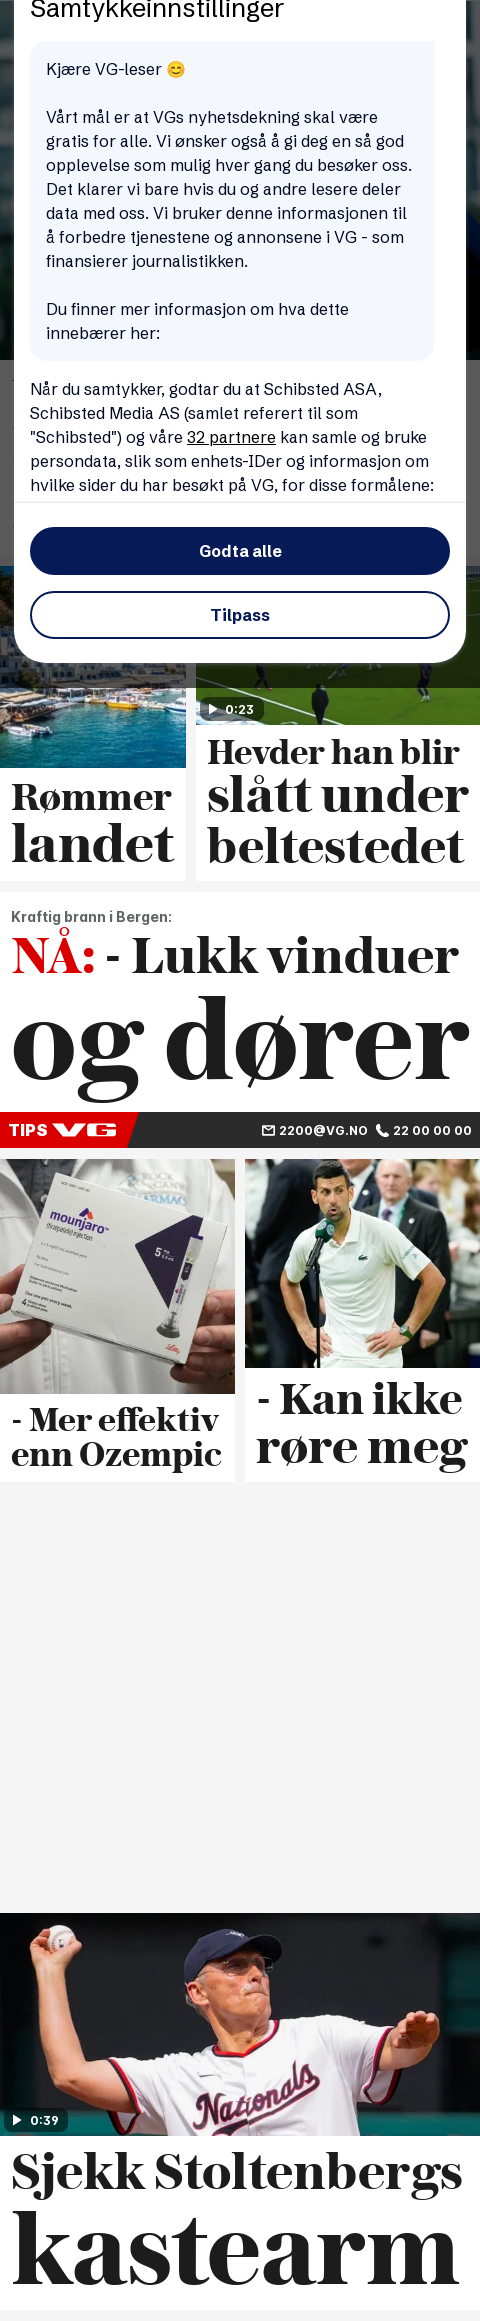 Samtykkeinnstillinger
Kjære VG-leser 😊
Vårt mål er at VGs nyhetsdekning skal være
gratis for alle. Vi ønsker også å gi deg en så god
opplevelse som mulig hver gang du besøker oss.
Det klarer vi bare hvis du og andre lesere deler
data med oss. Vi bruker denne informasjonen til
å forbedre tjenestene og annonsene i VG - som
finansierer journalistikken.
Du finner mer informasjon om hva dette
innebærer her:
Når du samtykker, godtar du at Schibsted ASA,
Schibsted Media AS (samlet referert til som
"Schibsted") og våre 32 partnere kan samle og bruke
persondata, slik som enhets-IDer og informasjon om
hvilke sider du har besøkt på VG, for disse formålene:
Godta alle
Tilpass
0:23
Rømmer
landet
Hevder han blir
slått under
beltestedet
Kraftig brann i Bergen:
NÅ: - Lukk vinduer
og dører
TIPS VG
2200@VG.NO 22 00 00 00
mounjaro
(tirzepatide) injection
5 mg
Lilly
- Mer effektiv
enn Ozempic
- Kan ikke
røre meg
Nationals
0:39
Sjekk Stoltenbergs
kastearm